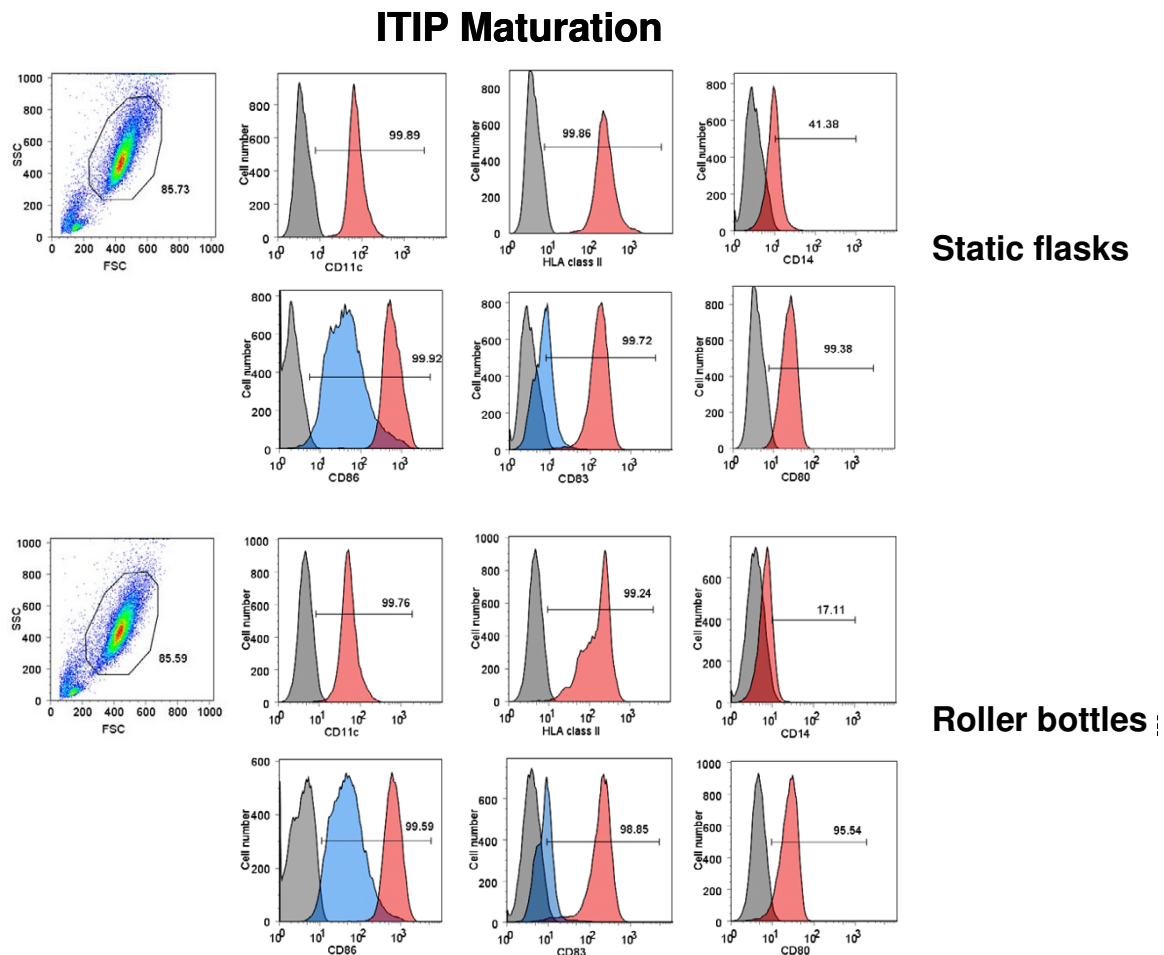 ITIP Maturation
1000
800
600
400
200
0
SSC
85.73
0 200 400 600 800 1000
FSC
800
600
400
200
0
Cell number
99.89
10⁰ 10¹ 10² 10³
CD11c
800
600
400
200
0
Cell number
99.86
10⁰ 10¹ 10² 10³
HLA class II
800
600
400
200
0
Cell number
41.38
10⁰ 10¹ 10² 10³
CD14
Static flasks
800
600
400
200
0
Cell number
99.92
10⁰ 10¹ 10² 10³
CD86
800
600
400
200
0
Cell number
99.72
10⁰ 10¹ 10² 10³
CD83
800
600
400
200
0
Cell number
99.38
10⁰ 10¹ 10² 10³
CD80
1000
800
600
400
200
0
SSC
85.59
0 200 400 600 800 1000
FSC
1000
800
600
400
200
0
Cell number
99.76
10⁰ 10¹ 10² 10³
CD11c
1000
800
600
400
200
0
Cell number
99.24
10⁰ 10¹ 10² 10³
HLA class II
600
400
200
0
Cell number
17.11
10⁰ 10¹ 10² 10³
CD14
Roller bottles
600
400
200
0
Cell number
99.59
10⁰ 10¹ 10² 10³
CD86
600
400
200
0
Cell number
98.85
10⁰ 10¹ 10² 10³
CD83
1000
800
600
400
200
0
Cell number
95.54
10⁰ 10¹ 10² 10³
CD80